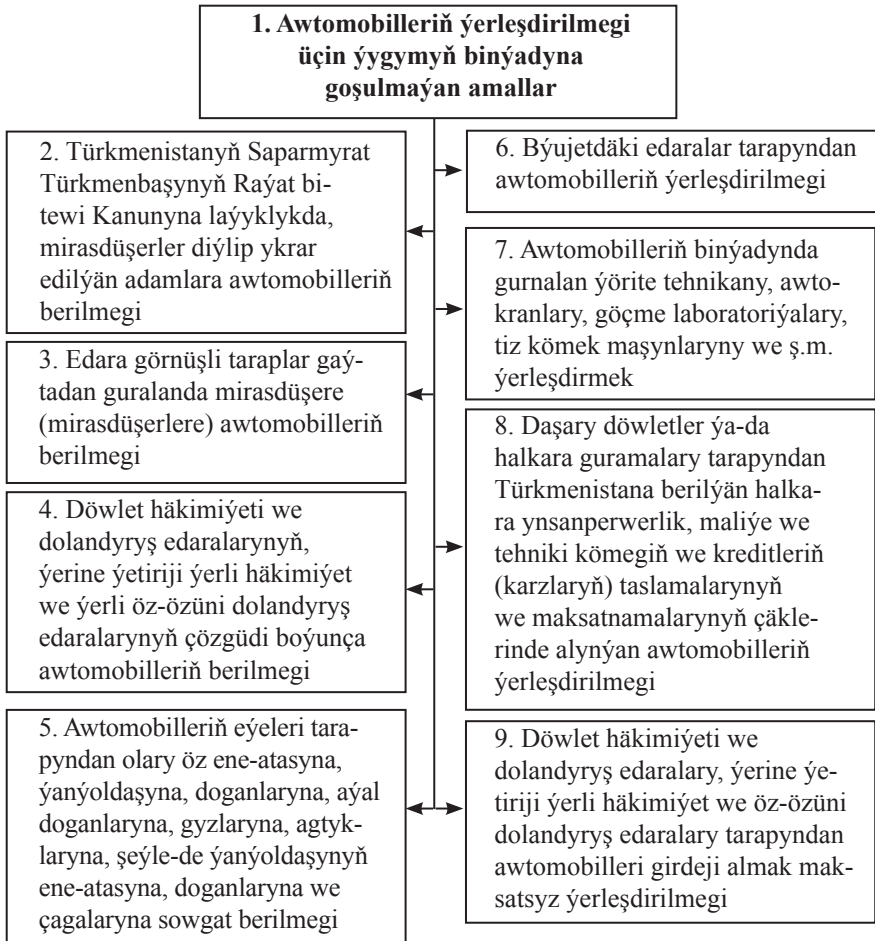 1. Awtomobilleriň ýerleşdirilmegi
üçin ýygymyň binýadyna
goşulmaýan amallar
2. Türkmenistanyň Saparmyrat
Türkmenbaşynyň Raýat bi-
tewi Kanunyna laýyklykda,
mirasdüşerler diýlip ykrar
edilýän adamlara awtomobilleriň
berilmegi
3. Edara görnüşli taraplar gaý-
tadan guralanda mirasdüşere
(mirasdüşerlere) awtomobilleriň
berilmegi
4. Döwlet häkimiýeti we
dolandyryş edaralarynyň,
ýerine ýetiriji ýerli häkimiýet
we ýerli öz-özüni dolandyryş
edaralarynyň çözgüdi boýunça
awtomobilleriň berilmegi
5. Awtomobilleriň eýeleri tara-
pyndan olary öz ene-atasyna,
ýanýoldaşyna, doganlaryna, aýal
doganlaryna, gyzlaryna, agtyk-
laryna, şeýle-de ýanýoldaşynyň
ene-atasyna, doganlaryna we
çagalaryna sowgat berilmegi
6. Býujetdäki edaralar tarapyndan
awtomobilleriň ýerleşdirilmegi
7. Awtomobilleriň binýadynda
gurnalan ýörite tehnikany, awto-
kranlary, göçme laboratoriýalary,
tiz kömek maşynlaryny we ş.m.
ýerleşdirmek
8. Daşary döwletler ýa-da
halkara guramalary tarapyndan
Türkmenistana berilýän halka-
ra ynsanperwerlik, maliýe we
tehniki kömegiň we kreditleriň
(karzlaryň) taslamalarynyň
we maksatnamalarynyň çäkle-
rinde alynýan awtomobilleriň
ýerleşdirilmegi
9. Döwlet häkimiýeti we
dolandyryş edaralary, ýerine ýe-
tiriji ýerli häkimiýet we öz-özüni
dolandyryş edaralary tarapyndan
awtomobilleri girdeji almak mak-
satsyz ýerleşdirilmegi